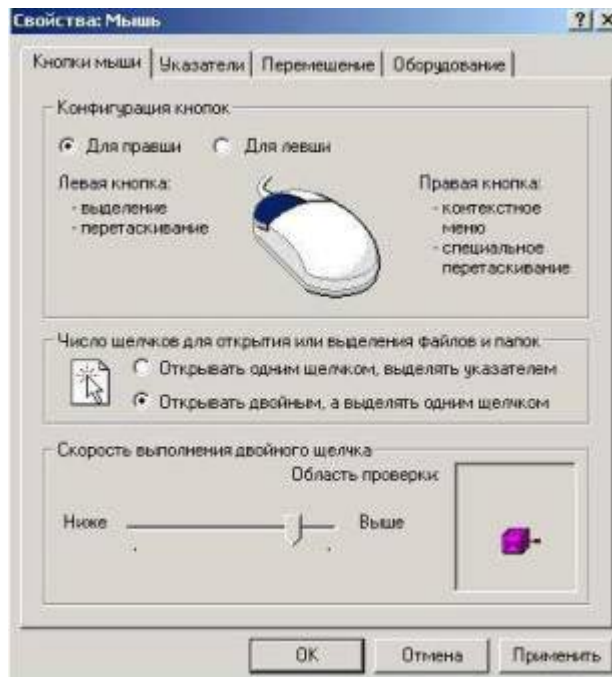 Свойства: Мышь
Кнопки мыши Указатели Перемещение Оборудование
Конфигурация кнопок
Для правши Для левши
Левая кнопка:
- выделение
- перетаскивание
Правая кнопка:
- контекстное
меню
- специальное
перетаскивание
Число щелчков для открытия или выделения файлов и папок
Открывать одним щелчком, выделять указателем
Открывать двойным, а выделять одним щелчком
Скорость выполнения двойного щелчка
Область проверки:
Ниже Выше
OK Отмена Применить